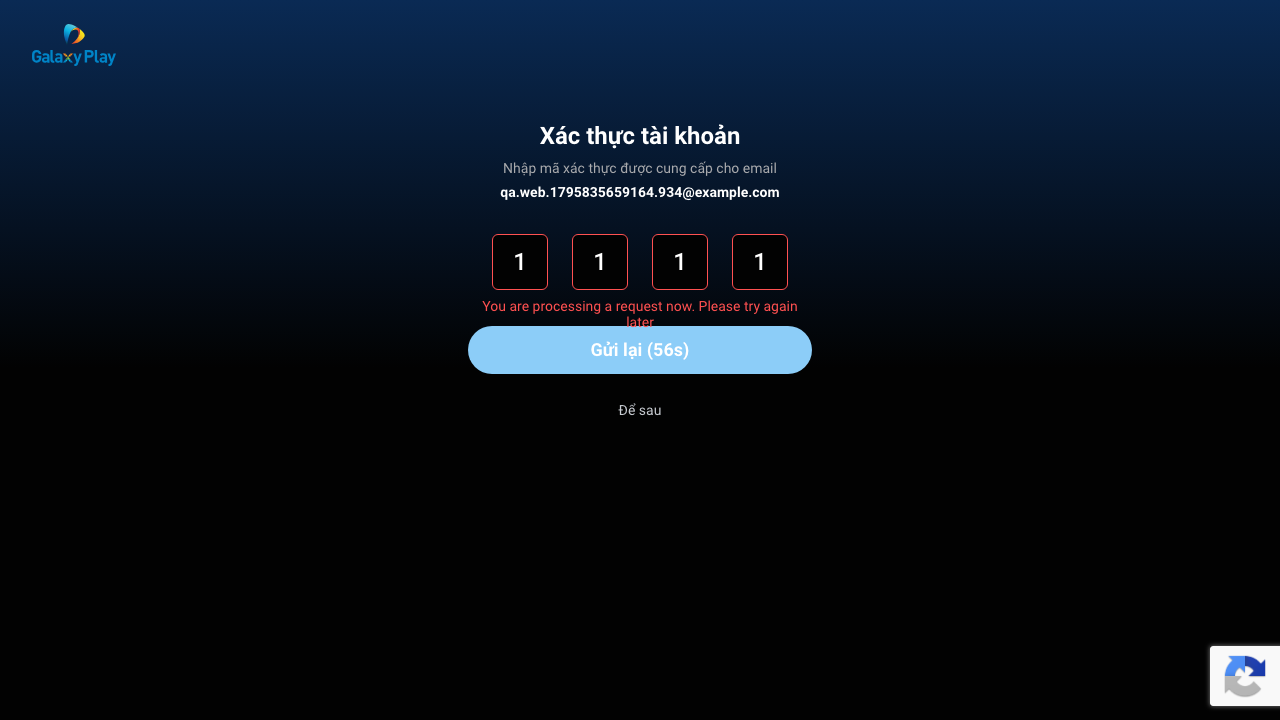 Galaxy Play
Xác thực tài khoản
Nhập mã xác thực được cung cấp cho email
qa.web.1795835659164.934@example.com
1 1 1 1
You are processing a request now. Please try again
later
Gửi lại (56s)
Để sau